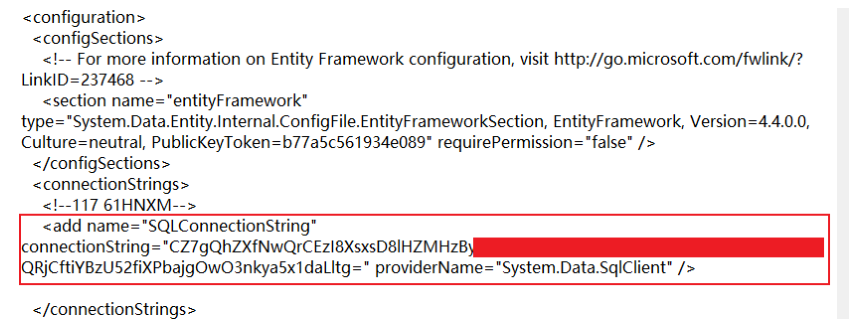 <configuration>
<configSections>
<!-- For more information on Entity Framework configuration, visit http://go.microsoft.com/fwlink/?
LinkID=237468 -->
<section name="entityFramework"
type="System.Data.Entity.Internal.ConfigFile.EntityFrameworkSection, EntityFramework, Version=4.4.0.0,
Culture=neutral, PublicKeyToken=b77a5c561934e089" requirePermission="false" />
</configSections>
<connectionStrings>
<!--117 61HNXM-->
<add name="SQLConnectionString"
connectionString="CZ7gQhZXfNwQrCEzI8XsxsD8lHZMHzBy
QRjCftiYBzU52fiXPbajgOwO3nkya5x1daLltg=" providerName="System.Data.SqlClient" />
</connectionStrings>